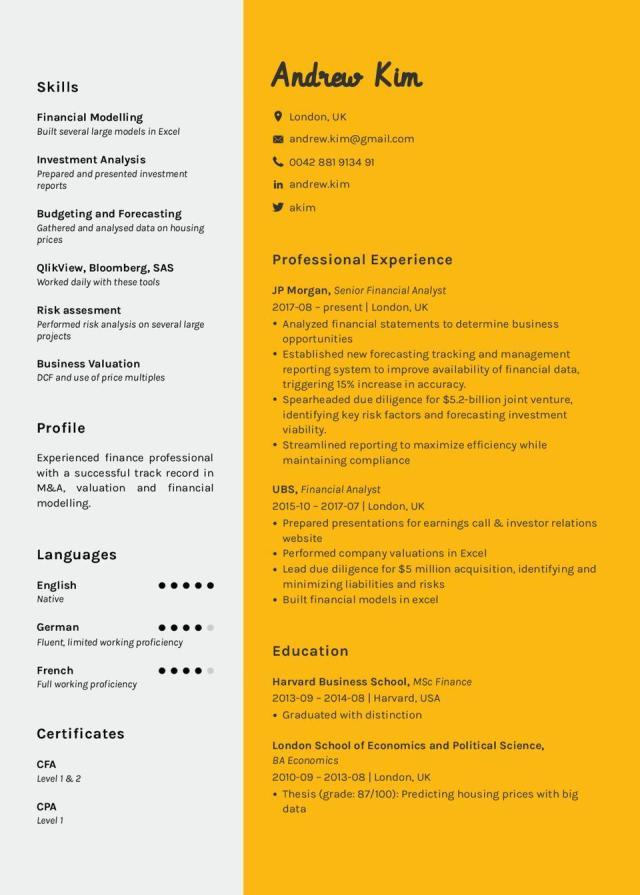 Skills
Financial Modelling
Built several large models in Excel
Investment Analysis
Prepared and presented investment
reports
Budgeting and Forecasting
Gathered and analysed data on housing
prices
QlikView, Bloomberg, SAS
Worked daily with these tools
Risk assesment
Performed risk analysis on several large
projects
Business Valuation
DCF and use of price multiples
Profile
Experienced finance professional
with a successful track record in
M&A, valuation and financial
modelling.
Languages
English
Native
German
Fluent, limited working proficiency
French
Full working proficiency
Certificates
CFA
Level 1 & 2
CPA
Level 1
Andrew Kim
London, UK
andrew.kim@gmail.com
0042 881 9134 91
in andrew.kim
akim
Professional Experience
JP Morgan, Senior Financial Analyst
2017-08 – present | London, UK
• Analyzed financial statements to determine business
opportunities
• Established new forecasting tracking and management
reporting system to improve availability of financial data,
triggering 15% increase in accuracy.
• Spearheaded due diligence for $5.2-billion joint venture,
identifying key risk factors and forecasting investment
viability.
• Streamlined reporting to maximize efficiency while
maintaining compliance
UBS, Financial Analyst
2015-10 – 2017-07 | London, UK
• Prepared presentations for earnings call & investor relations
website
• Performed company valuations in Excel
• Lead due diligence for $5 million acquisition, identifying and
minimizing liabilities and risks
• Built financial models in excel
Education
Harvard Business School, MSc Finance
2013-09 – 2014-08 | Harvard, USA
• Graduated with distinction
London School of Economics and Political Science,
BA Economics
2010-09 – 2013-08 | London, UK
• Thesis (grade: 87/100): Predicting housing prices with big
data